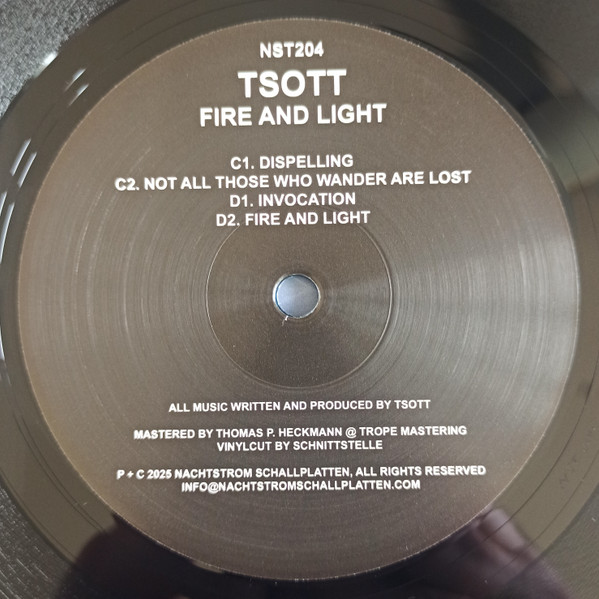 NST204
TSOTT
FIRE AND LIGHT
C1. DISPELLING
C2. NOT ALL THOSE WHO WANDER ARE LOST
D1. INVOCATION
D2. FIRE AND LIGHT
ALL MUSIC WRITTEN AND PRODUCED BY TSOTT
MASTERED BY THOMAS P. HECKMANN @ TROPE MASTERING
VINYLCUT BY SCHNITTSTELLE
P + C 2025 NACHTSTROM SCHALLPLATTEN, ALL RIGHTS RESERVED
INFO@NACHTSTROMSCHALLPLATTEN.COM